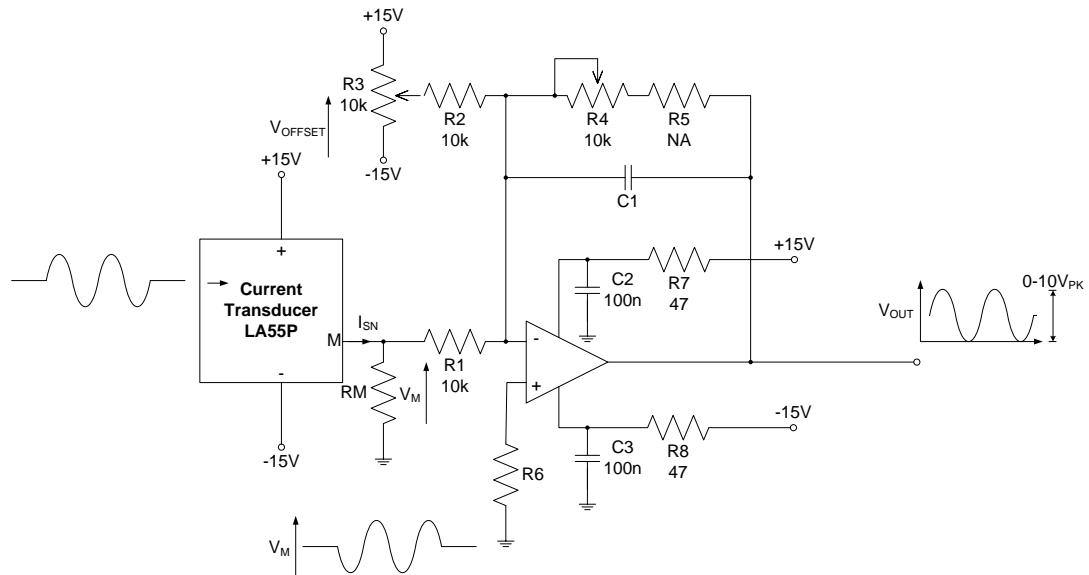 +15V
R3
10k
R2
10k
R4
10k
R5
NA
VOFFSET
-15V
+15V
C1
+
Current
Transducer
LA55P
M
-
ISN
RM
VM
R1
10k
-
+
C2
100n
R7
47
+15V
VOUT
0-10VPK
-15V
R6
C3
100n
R8
47
-15V
VM